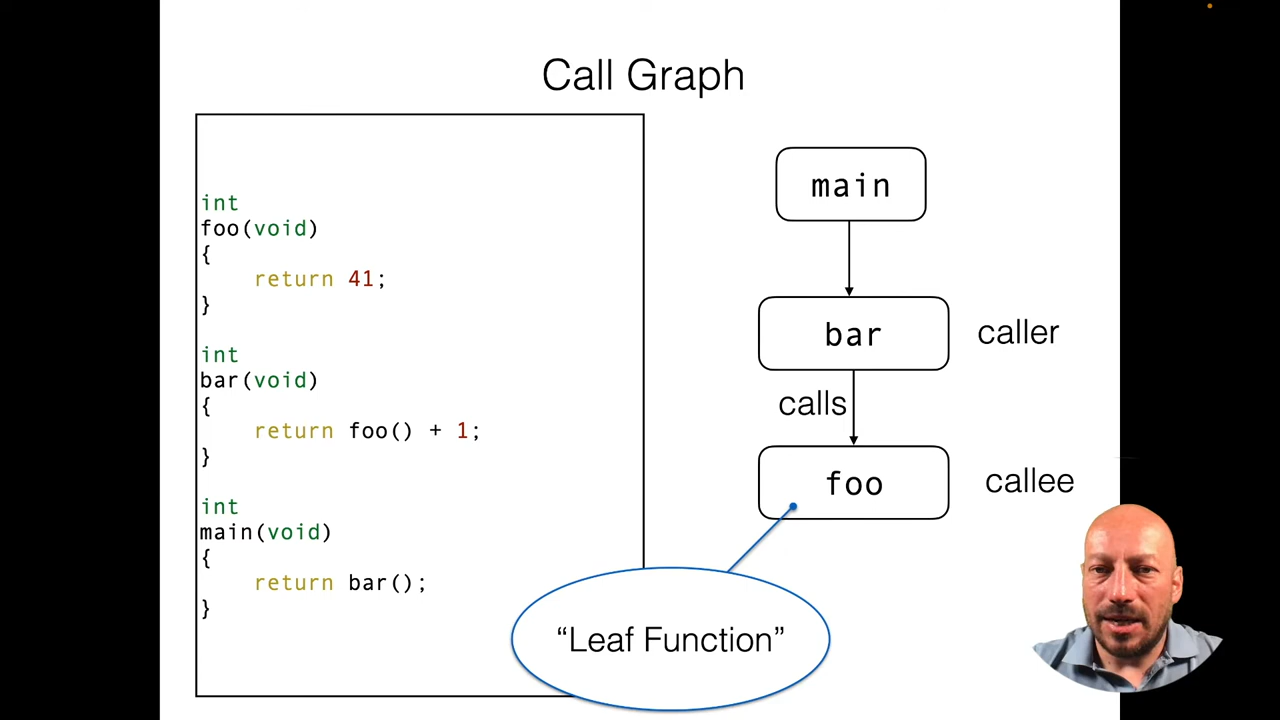 Call Graph
int
foo(void)
{
    return 41;
}
int
bar(void)
{
    return foo() + 1;
}
int
main(void)
{
    return bar();
}
main
bar
caller
calls
foo
callee
“Leaf Function”